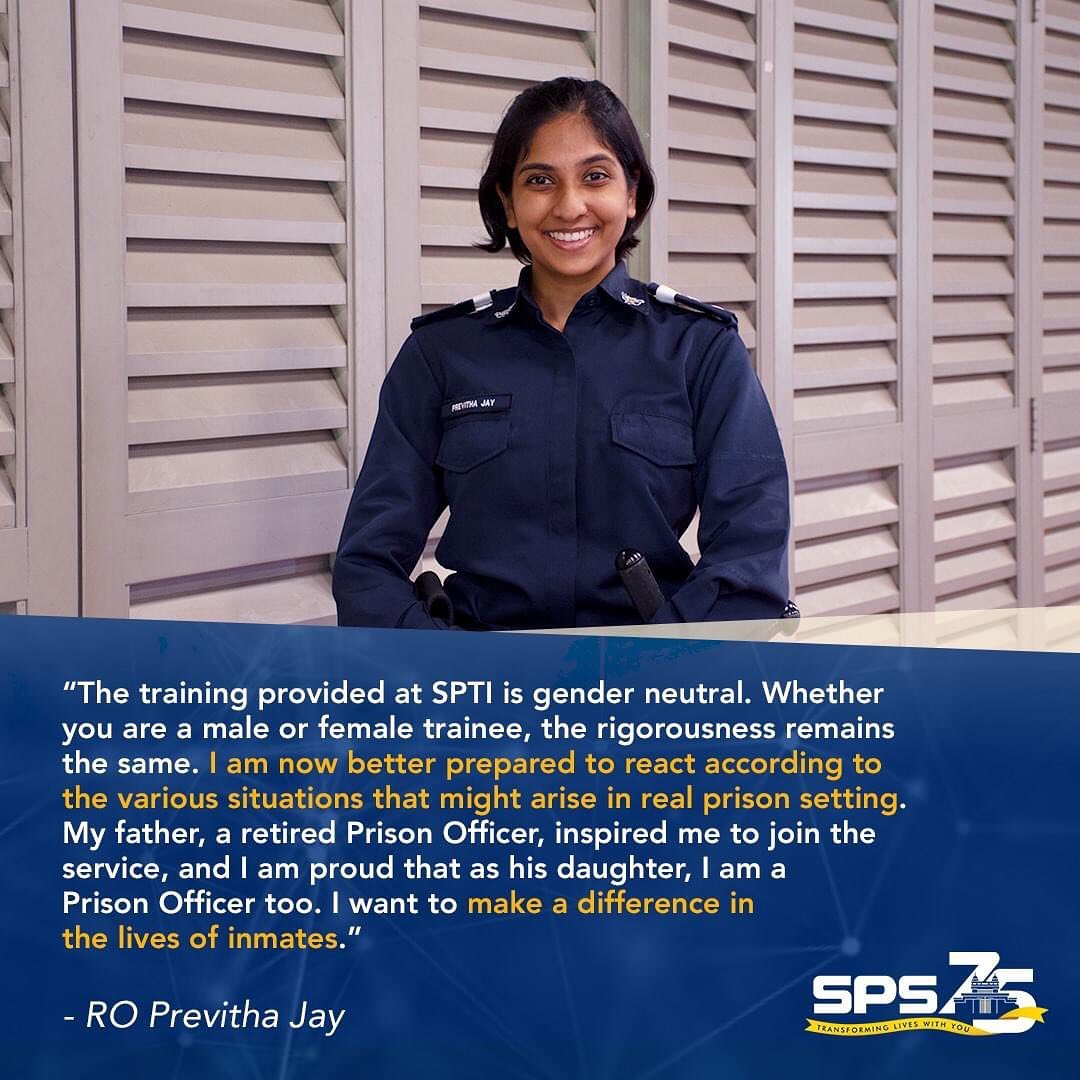 PREVITHA JAY
“The training provided at SPTI is gender neutral. Whether
you are a male or female trainee, the rigorousness remains
the same. I am now better prepared to react according to
the various situations that might arise in real prison setting.
My father, a retired Prison Officer, inspired me to join the
service, and I am proud that as his daughter, I am a
Prison Officer too. I want to make a difference in
the lives of inmates.”
- RO Previtha Jay
SPS75
TRANSFORMING LIVES WITH YOU